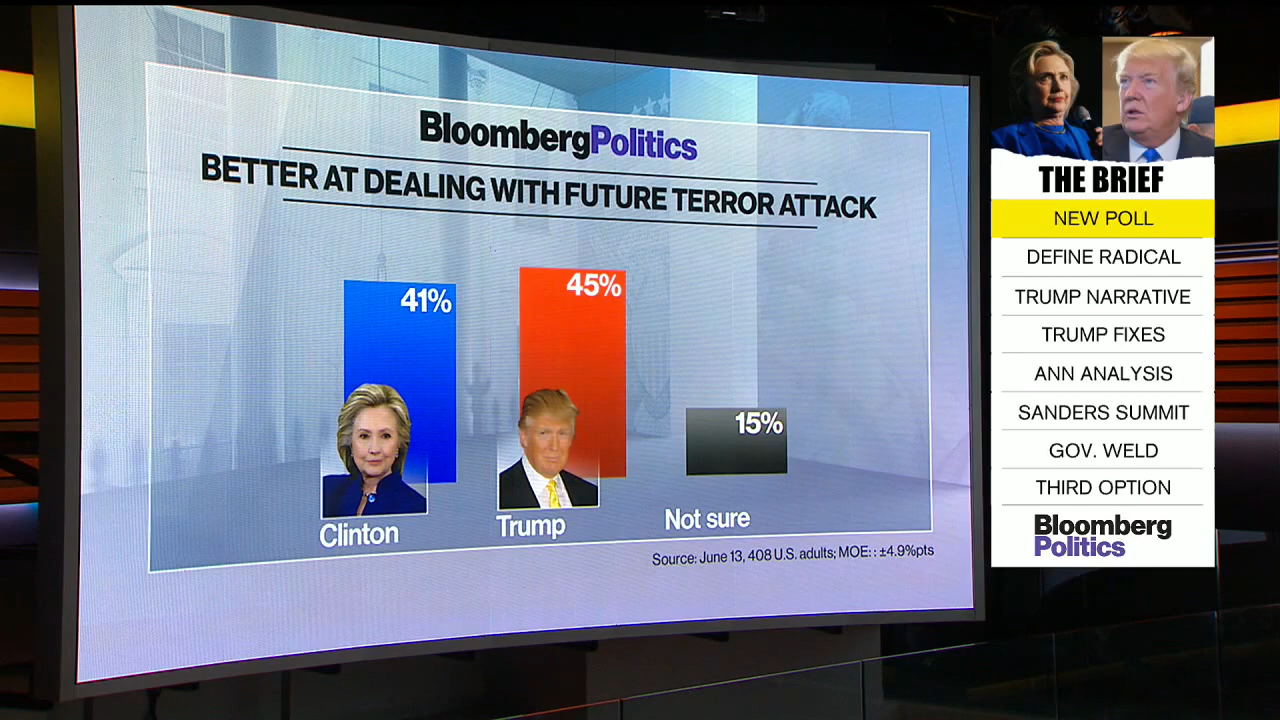 BloombergPolitics
BETTER AT DEALING WITH FUTURE TERROR ATTACK
41%
45%
15%
Clinton
Trump
Not sure
Source: June 13, 408 U.S. adults; MOE: : ±4.9%pts
THE BRIEF
NEW POLL
DEFINE RADICAL
TRUMP NARRATIVE
TRUMP FIXES
ANN ANALYSIS
SANDERS SUMMIT
GOV. WELD
THIRD OPTION
Bloomberg
Politics